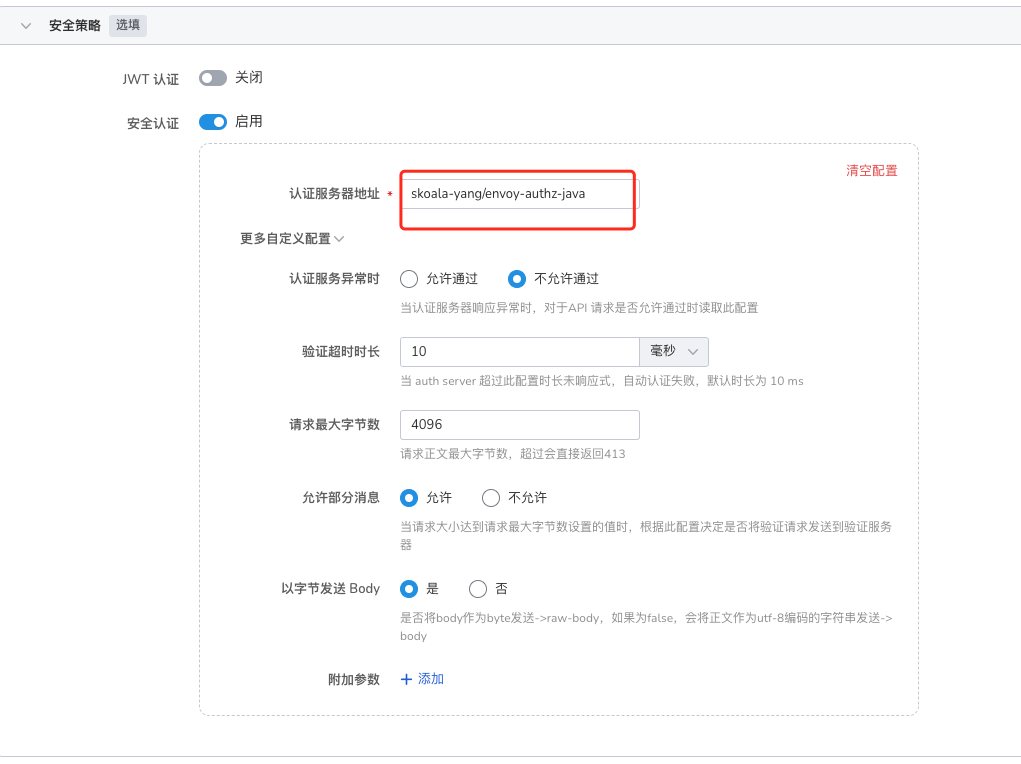 安全策略 选填
JWT 认证 关闭
安全认证 启用
清空配置
认证服务器地址 * skoala-yang/envoy-authz-java
更多自定义配置
认证服务异常时 允许通过 不允许通过
当认证服务器响应异常时，对于API 请求是否允许通过时读取此配置
验证超时时长 10 毫秒
当 auth server 超过此配置时长未响应式，自动认证失败，默认时长为 10 ms
请求最大字节数 4096
请求正文最大字节数，超过会直接返回413
允许部分消息 允许 不允许
当请求大小达到请求最大字节数设置的值时，根据此配置决定是否将验证请求发送到验证服务
器
以字节发送 Body 是 否
是否将body作为byte发送->raw-body，如果为false，会将正文作为utf-8编码的字符串发送->
body
附加参数 + 添加